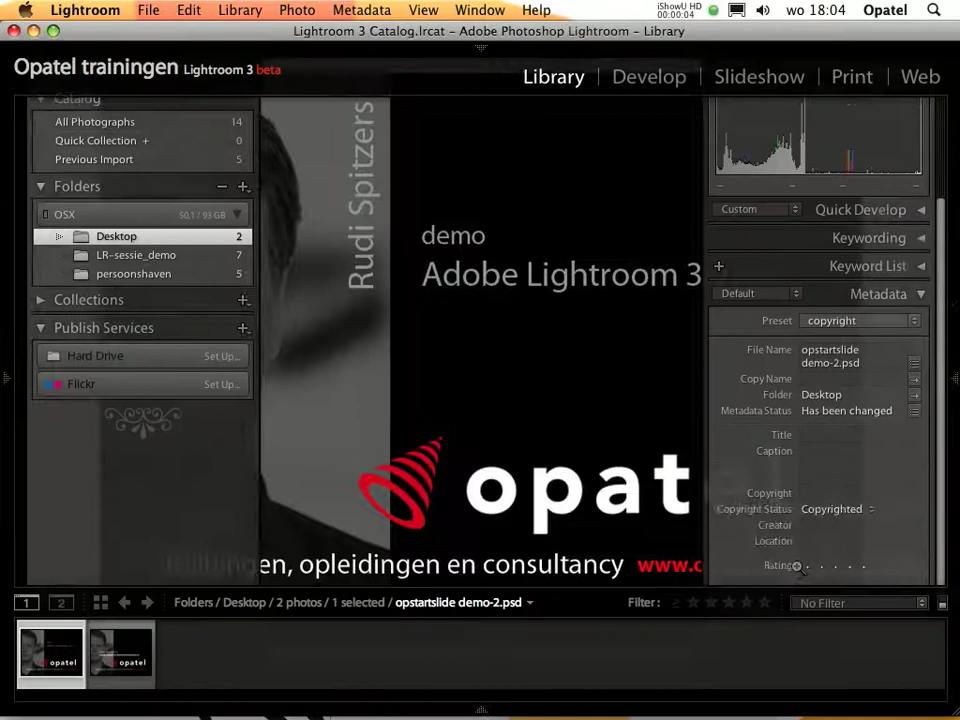 Lightroom File Edit Library Photo Metadata View Window Help iShowU HD 00:00:04 wo 18:04 Opatel
Lightroom 3 Catalog.lrcat – Adobe Photoshop Lightroom – Library
Opatel trainingen Lightroom 3 beta
Library | Develop | Slideshow | Print | Web
Catalog
All Photographs 14
Quick Collection + 0
Previous Import 5
Folders
OSX 50,1 / 93 GB
Desktop 2
LR-sessie_demo 7
persoonshaven 5
Collections
Publish Services
Hard Drive Set Up...
Flickr Set Up...
Rudi Spitzers
demo
Adobe Lightroom 3
opat
en, opleidingen en consultancy www.c
Custom Quick Develop
Keywording
Keyword List
Default Metadata
Preset copyright
File Name opstartslide
demo-2.psd
Copy Name
Folder Desktop
Metadata Status Has been changed
Title
Caption
Copyright
Copyright Status Copyrighted
Creator
Location
Rating
1 2 Folders / Desktop / 2 photos / 1 selected / opstartslide demo-2.psd Filter: No Filter
opatel
opatel